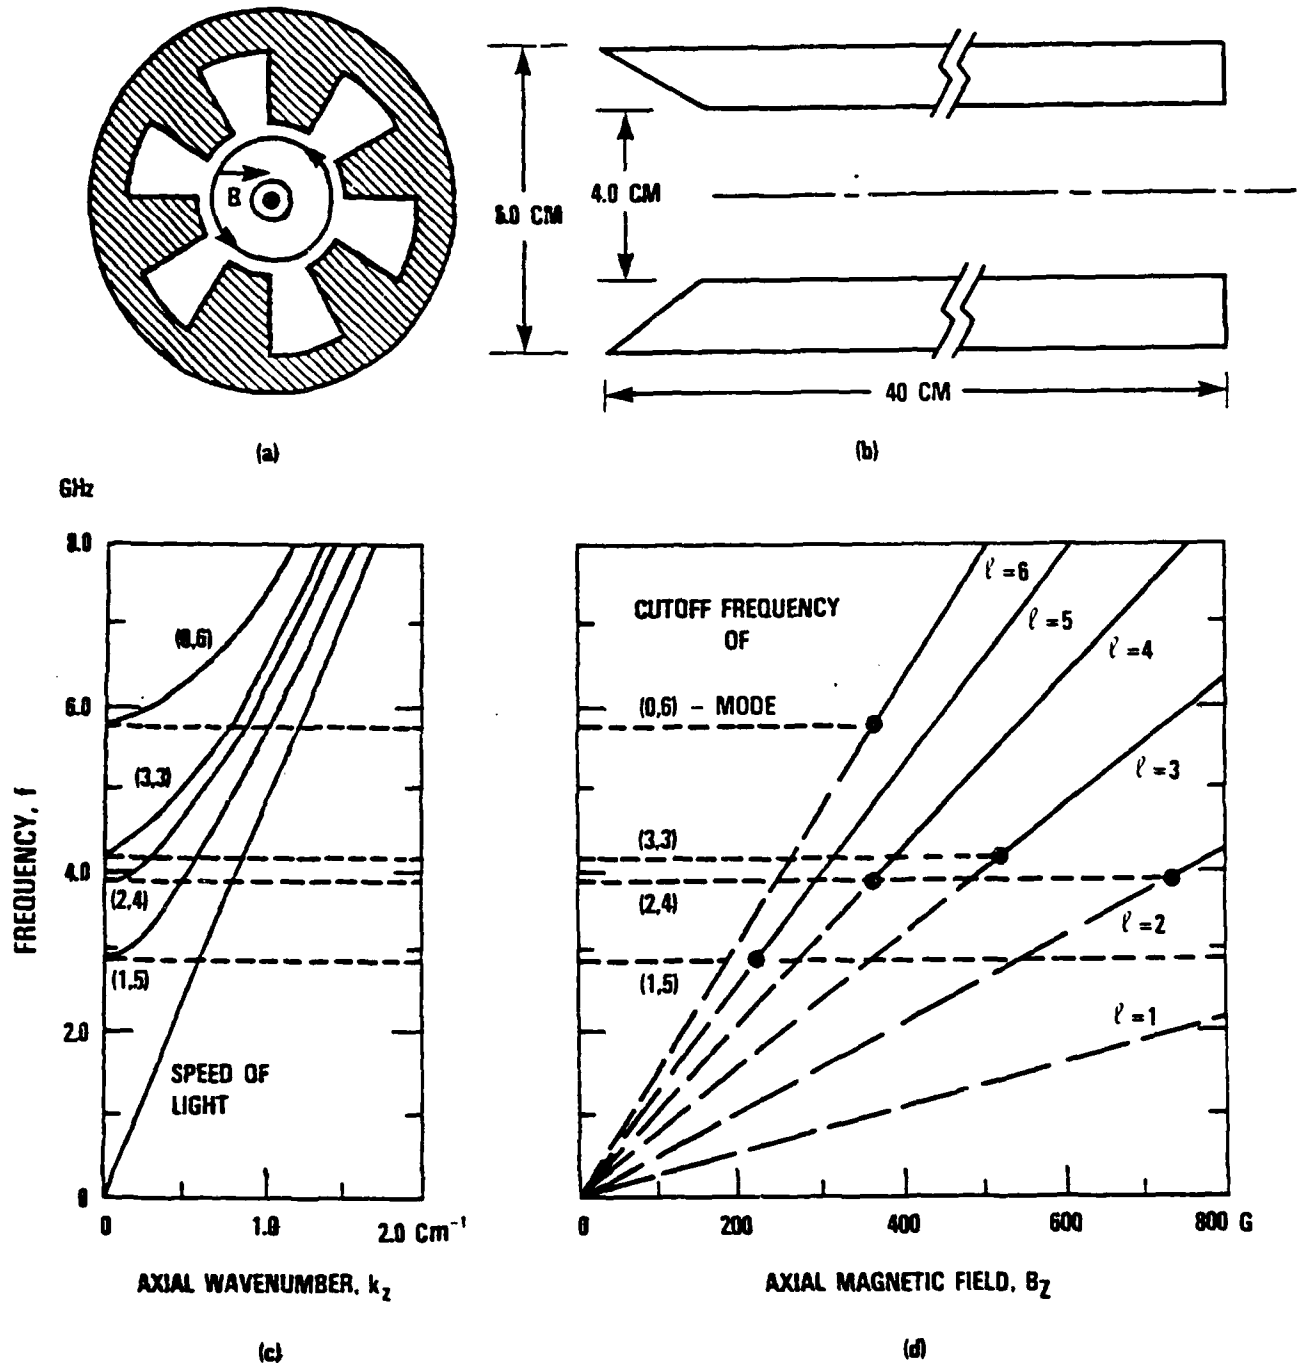 B
8.0 CM
4.0 CM
40 CM
(a)
(b)
GHz
8.0
6.0
4.0
2.0
0
FREQUENCY, f
(0,6)
(3,3)
(2,4)
(1,5)
SPEED OF
LIGHT
0
1.0
2.0 Cm⁻¹
AXIAL WAVENUMBER, kz
(c)
CUTOFF FREQUENCY
OF
(0,6) - MODE
(3,3)
(2,4)
(1,5)
ℓ = 6
ℓ = 5
ℓ = 4
ℓ = 3
ℓ = 2
ℓ = 1
0
200
400
600
800 G
AXIAL MAGNETIC FIELD, BZ
(d)